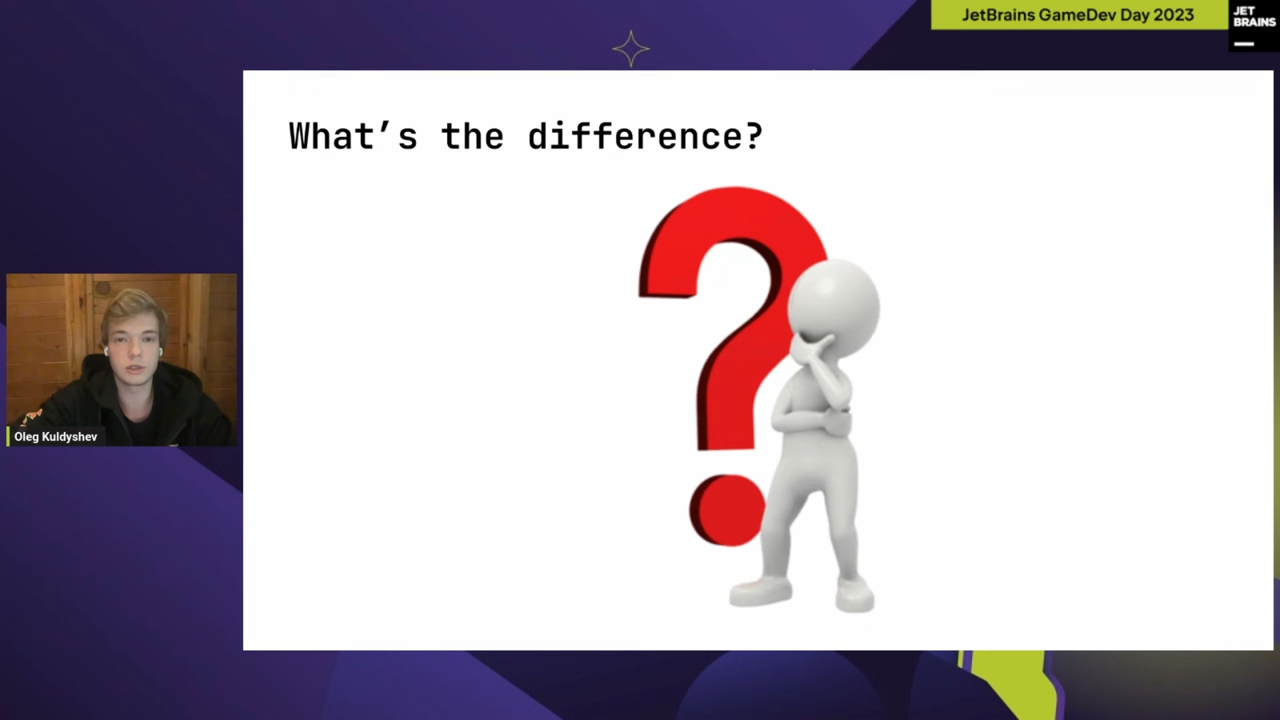 JetBrains GameDev Day 2023
JET
BRAINS
What’s the difference?
Oleg Kuldyshev